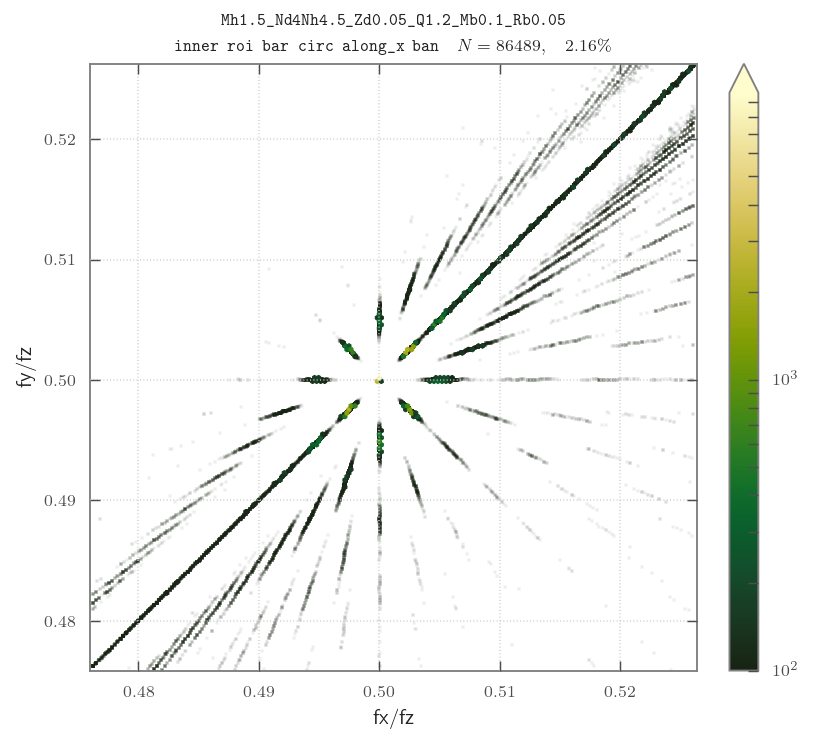 Mh1.5_Nd4Nh4.5_Zd0.05_Q1.2_Mb0.1_Rb0.05
inner roi bar circ along_x ban N = 86489, 2.16%
0.52
0.51
0.50
0.49
0.48
fy/fz
0.48 0.49 0.50 0.51 0.52
fx/fz
10³
10²